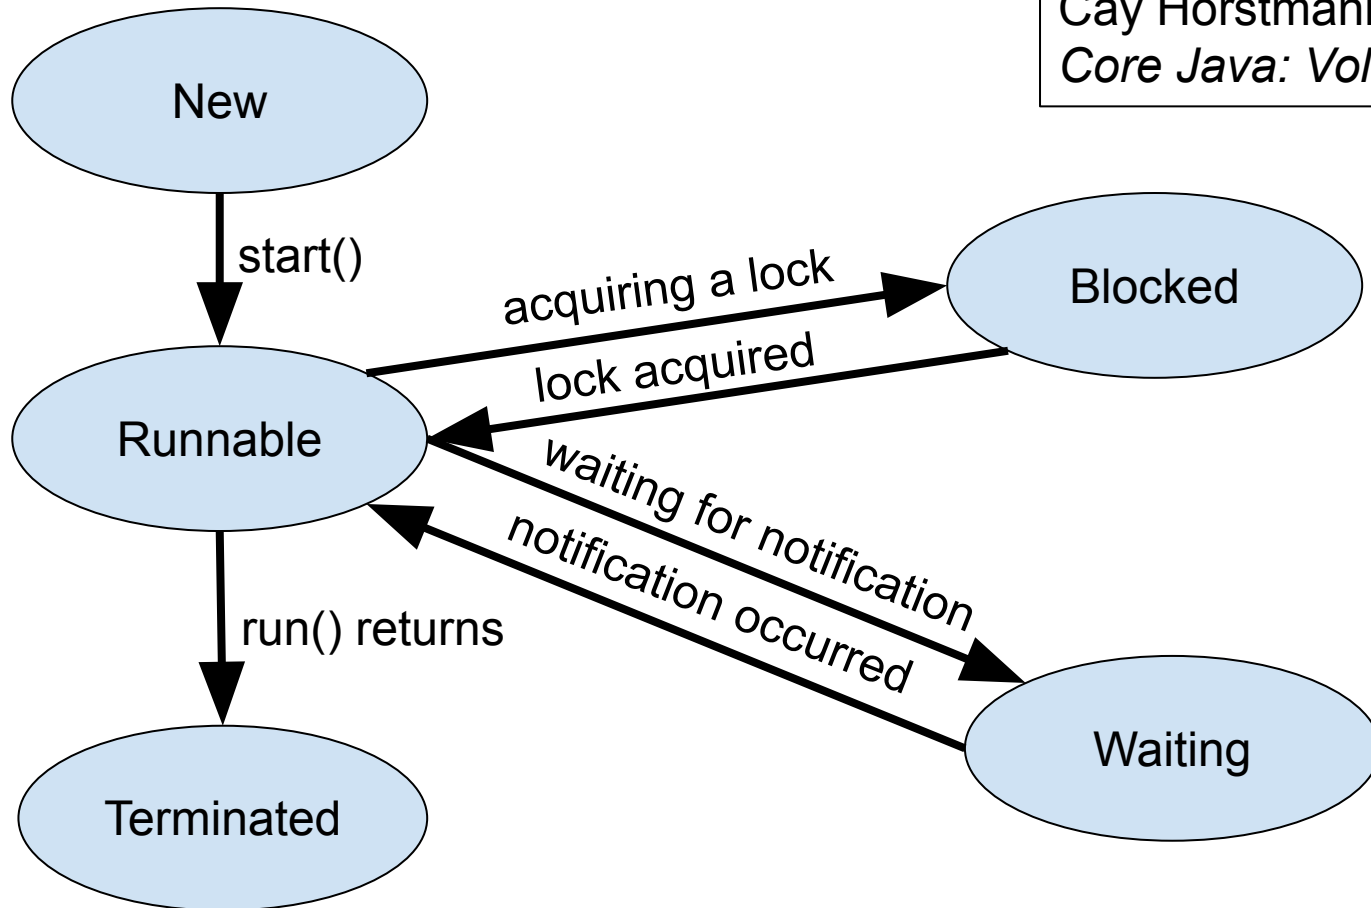 Cay Horstmann
Core Java: Vol
New
start()
acquiring a lock
Blocked
lock acquired
Runnable
waiting for notification
notification occurred
run() returns
Waiting
Terminated